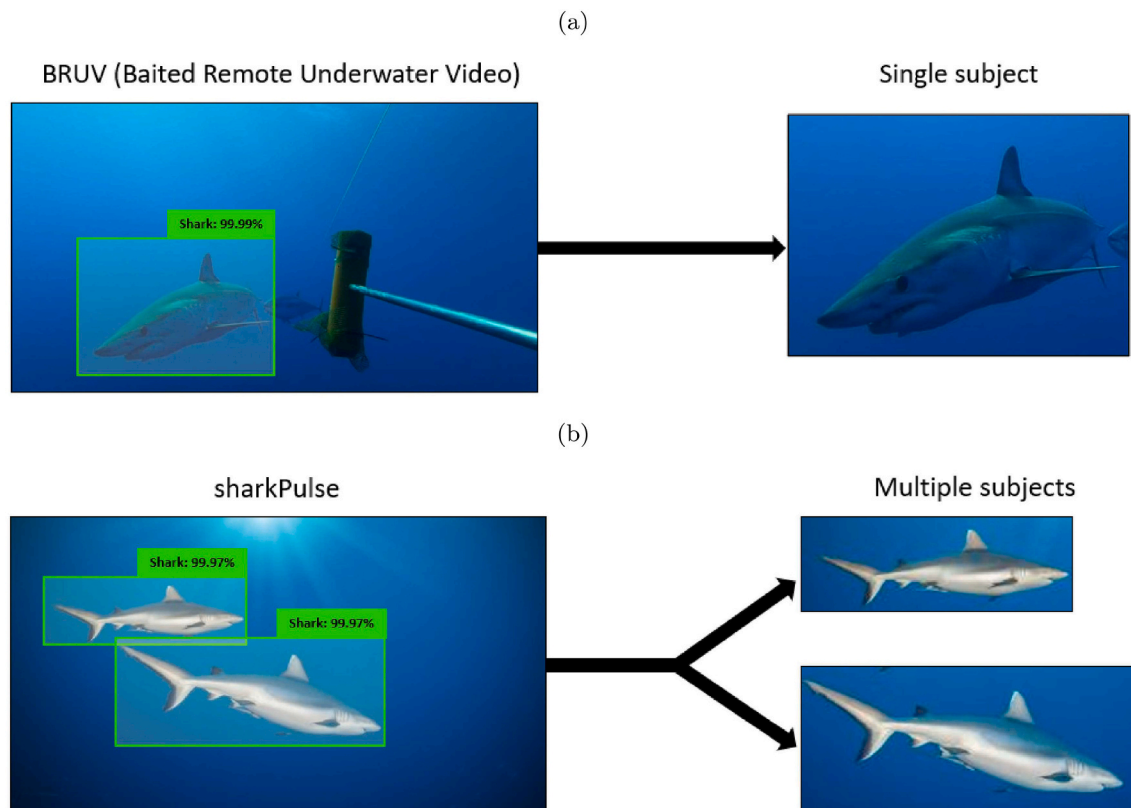 (a)
BRUV (Baited Remote Underwater Video)
Single subject
Shark: 99.99%
(b)
sharkPulse
Multiple subjects
Shark: 99.97%
Shark: 99.97%